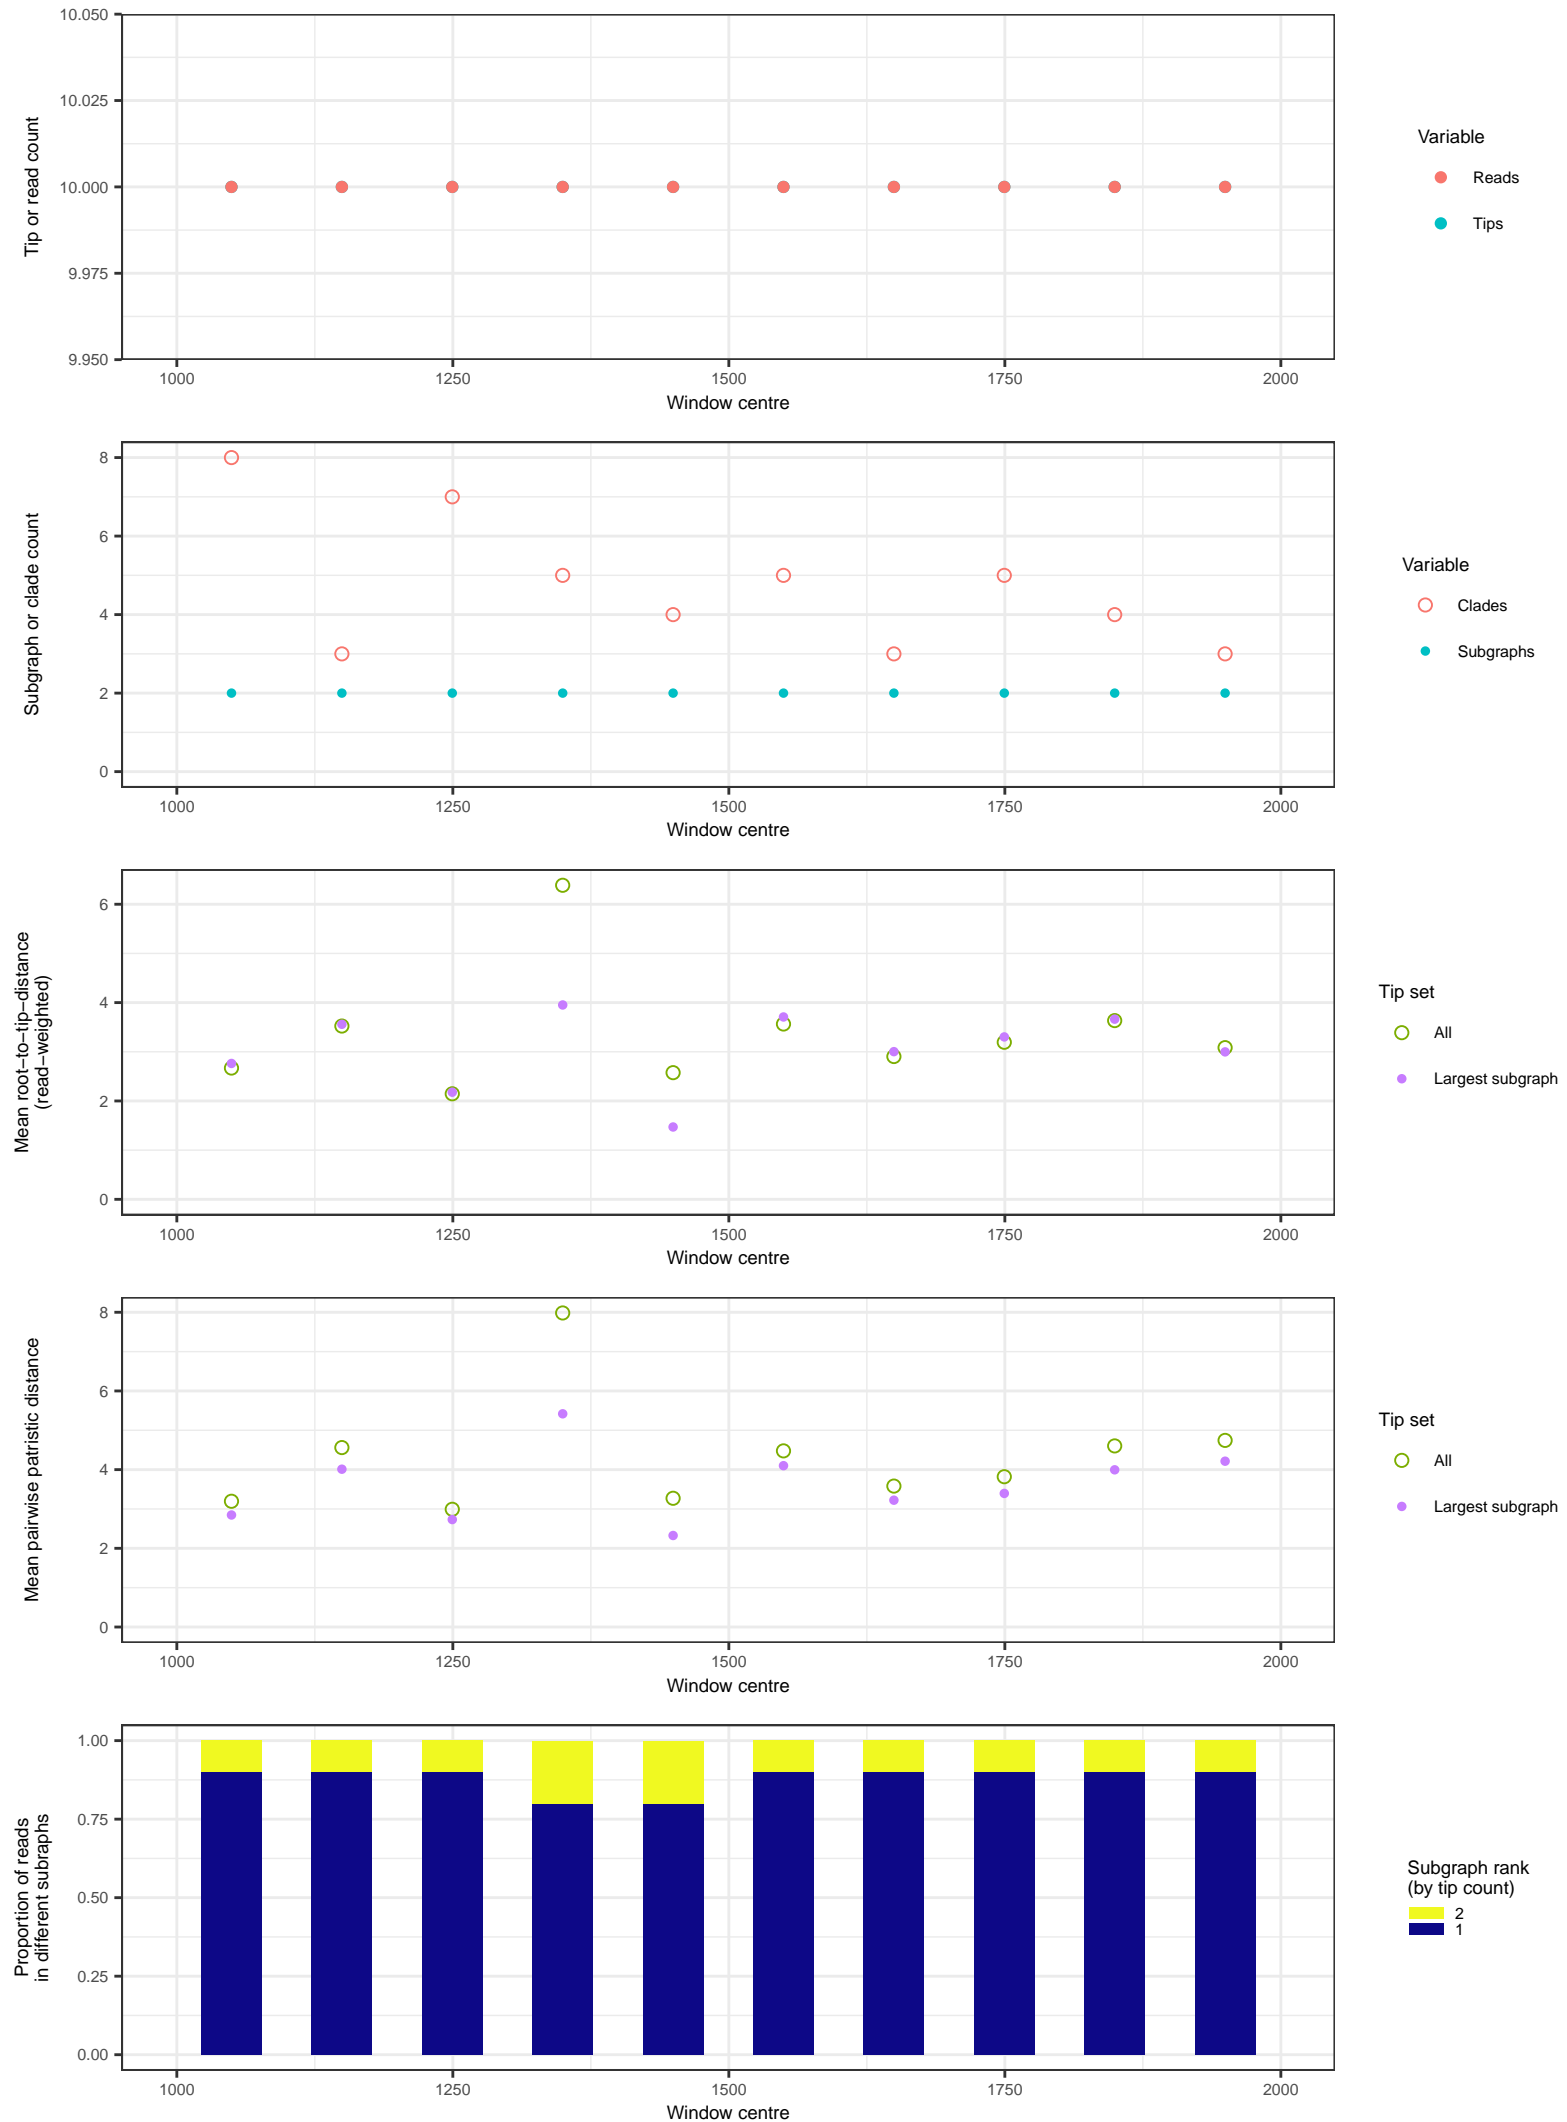 10.050
10.025
10.000
9.975
9.950
Tip or read count
1000 1250 1500 1750 2000
Window centre
Variable
Reads
Tips
8
6
4
2
0
Subgraph or clade count
1000 1250 1500 1750 2000
Window centre
Variable
Clades
Subgraphs
6
4
2
0
Mean root−to−tip−distance
(read−weighted)
1000 1250 1500 1750 2000
Window centre
Tip set
All
Largest subgraph
8
6
4
2
0
Mean pairwise patristic distance
1000 1250 1500 1750 2000
Window centre
Tip set
All
Largest subgraph
1.00
0.75
0.50
0.25
0.00
Proportion of reads
in different subraphs
1000 1250 1500 1750 2000
Window centre
Subgraph rank
(by tip count)
2
1